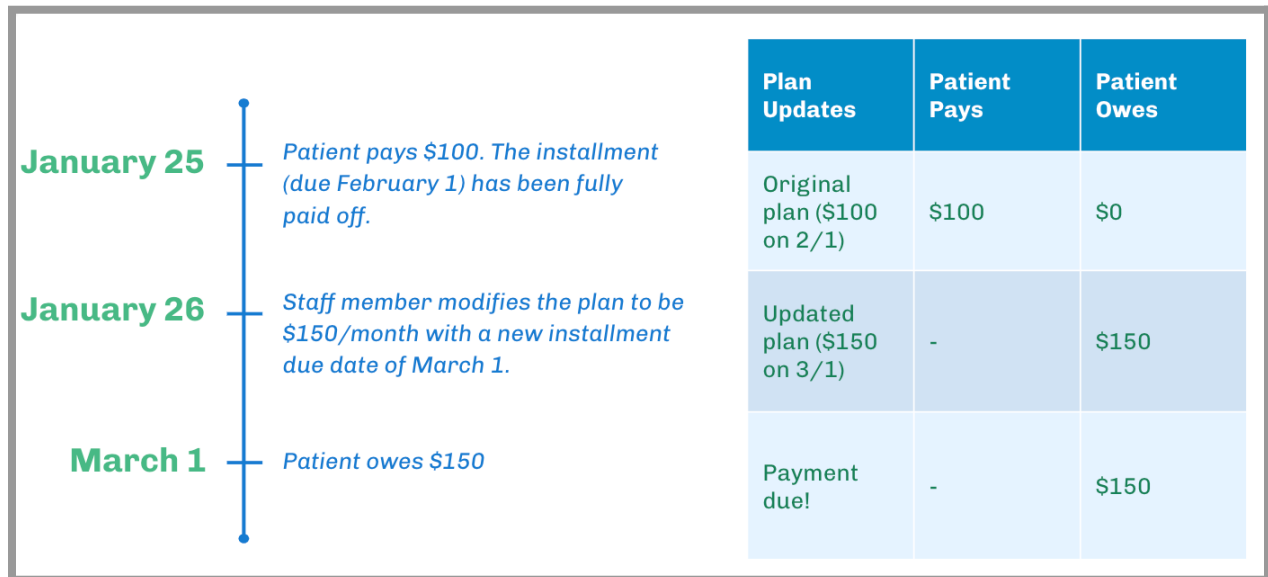 January 25
Patient pays $100. The installment
(due February 1) has been fully
paid off.
January 26
Staff member modifies the plan to be
$150/month with a new installment
due date of March 1.
March 1
Patient owes $150
Plan
Updates
Patient
Pays
Patient
Owes
Original
plan ($100
on 2/1)
$100
$0
Updated
plan ($150
on 3/1)
-
$150
Payment
due!
-
$150